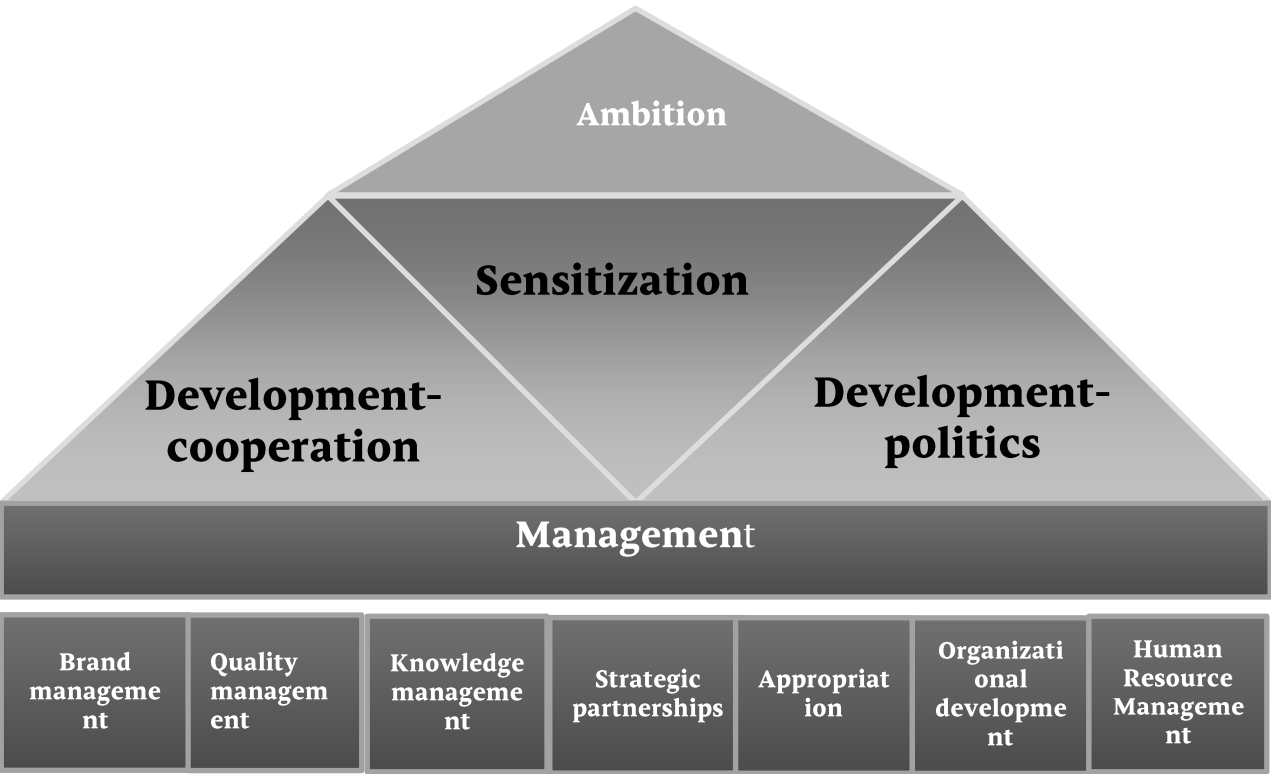 Ambition
Sensitization
Development-
cooperation
Development-
politics
Management
Brand
manageme
nt
Quality
managem
ent
Knowledge
manageme
nt
Strategic
partnerships
Appropriat
ion
Organizati
onal
developme
nt
Human
Resource
Manageme
nt